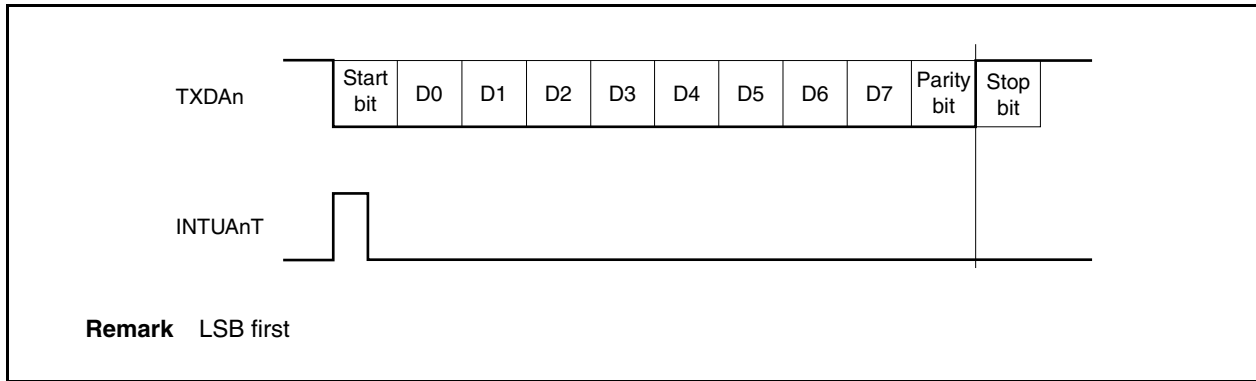 TXDAn
Start bit
D0
D1
D2
D3
D4
D5
D6
D7
Parity bit
Stop bit
INTUAnT
Remark LSB first